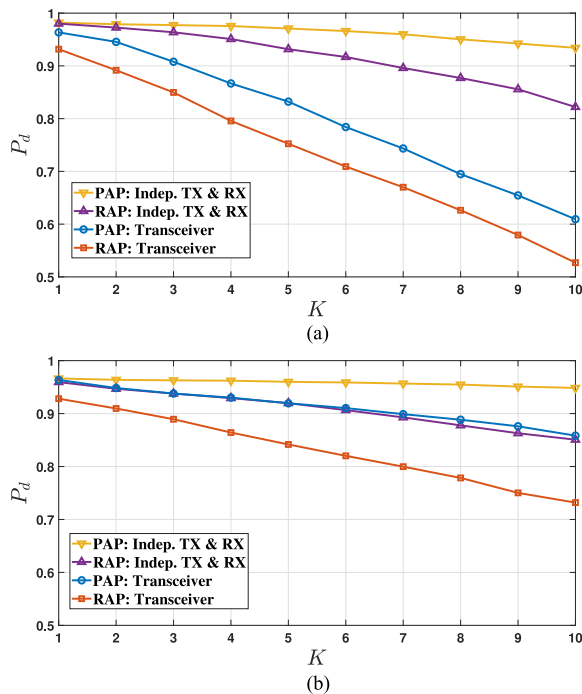 1
0.9
0.8
0.7
0.6
0.5
P_d
PAP: Indep. TX & RX
RAP: Indep. TX & RX
PAP: Transceiver
RAP: Transceiver
1 2 3 4 5 6 7 8 9 10
K
(a)
1
0.9
0.8
0.7
0.6
0.5
P_d
PAP: Indep. TX & RX
RAP: Indep. TX & RX
PAP: Transceiver
RAP: Transceiver
1 2 3 4 5 6 7 8 9 10
K
(b)